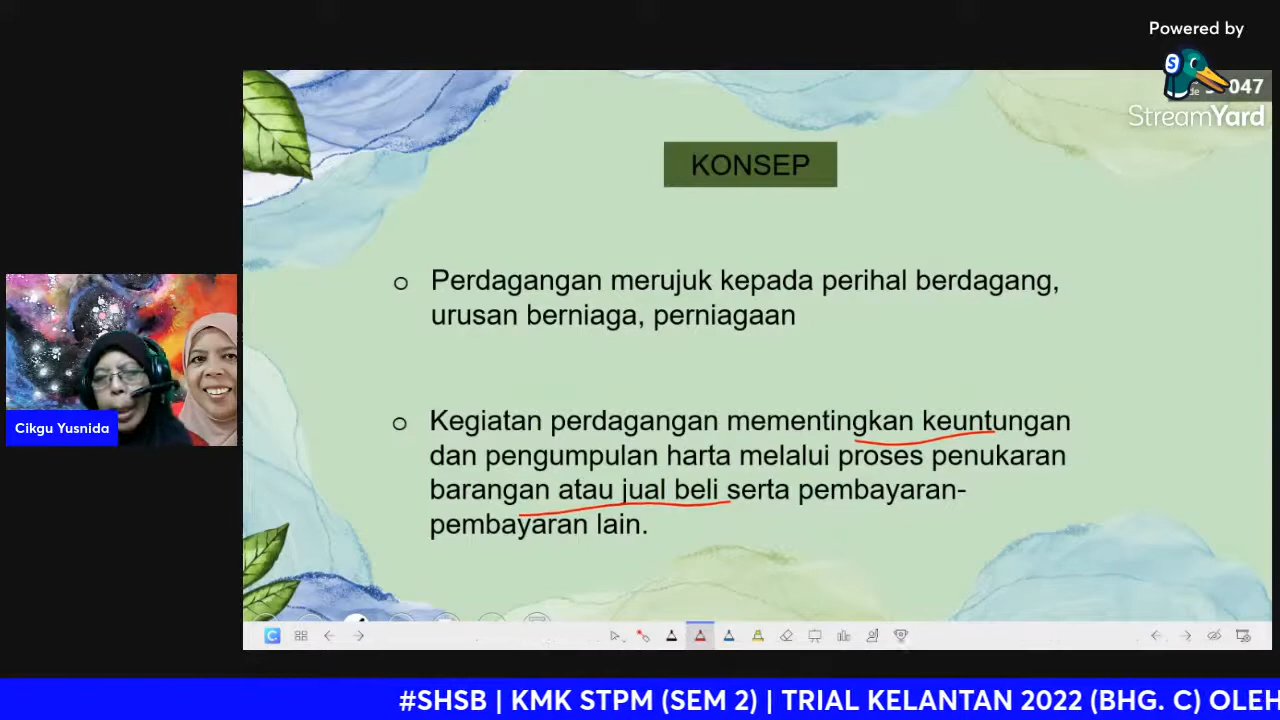 Powered by
047
StreamYard
KONSEP
o Perdagangan merujuk kepada perihal berdagang,
urusan berniaga, perniagaan
o Kegiatan perdagangan mementingkan keuntungan
dan pengumpulan harta melalui proses penukaran
barangan atau jual beli serta pembayaran-
pembayaran lain.
Cikgu Yusnida
#SHSB | KMK STPM (SEM 2) | TRIAL KELANTAN 2022 (BHG. C) OLEH